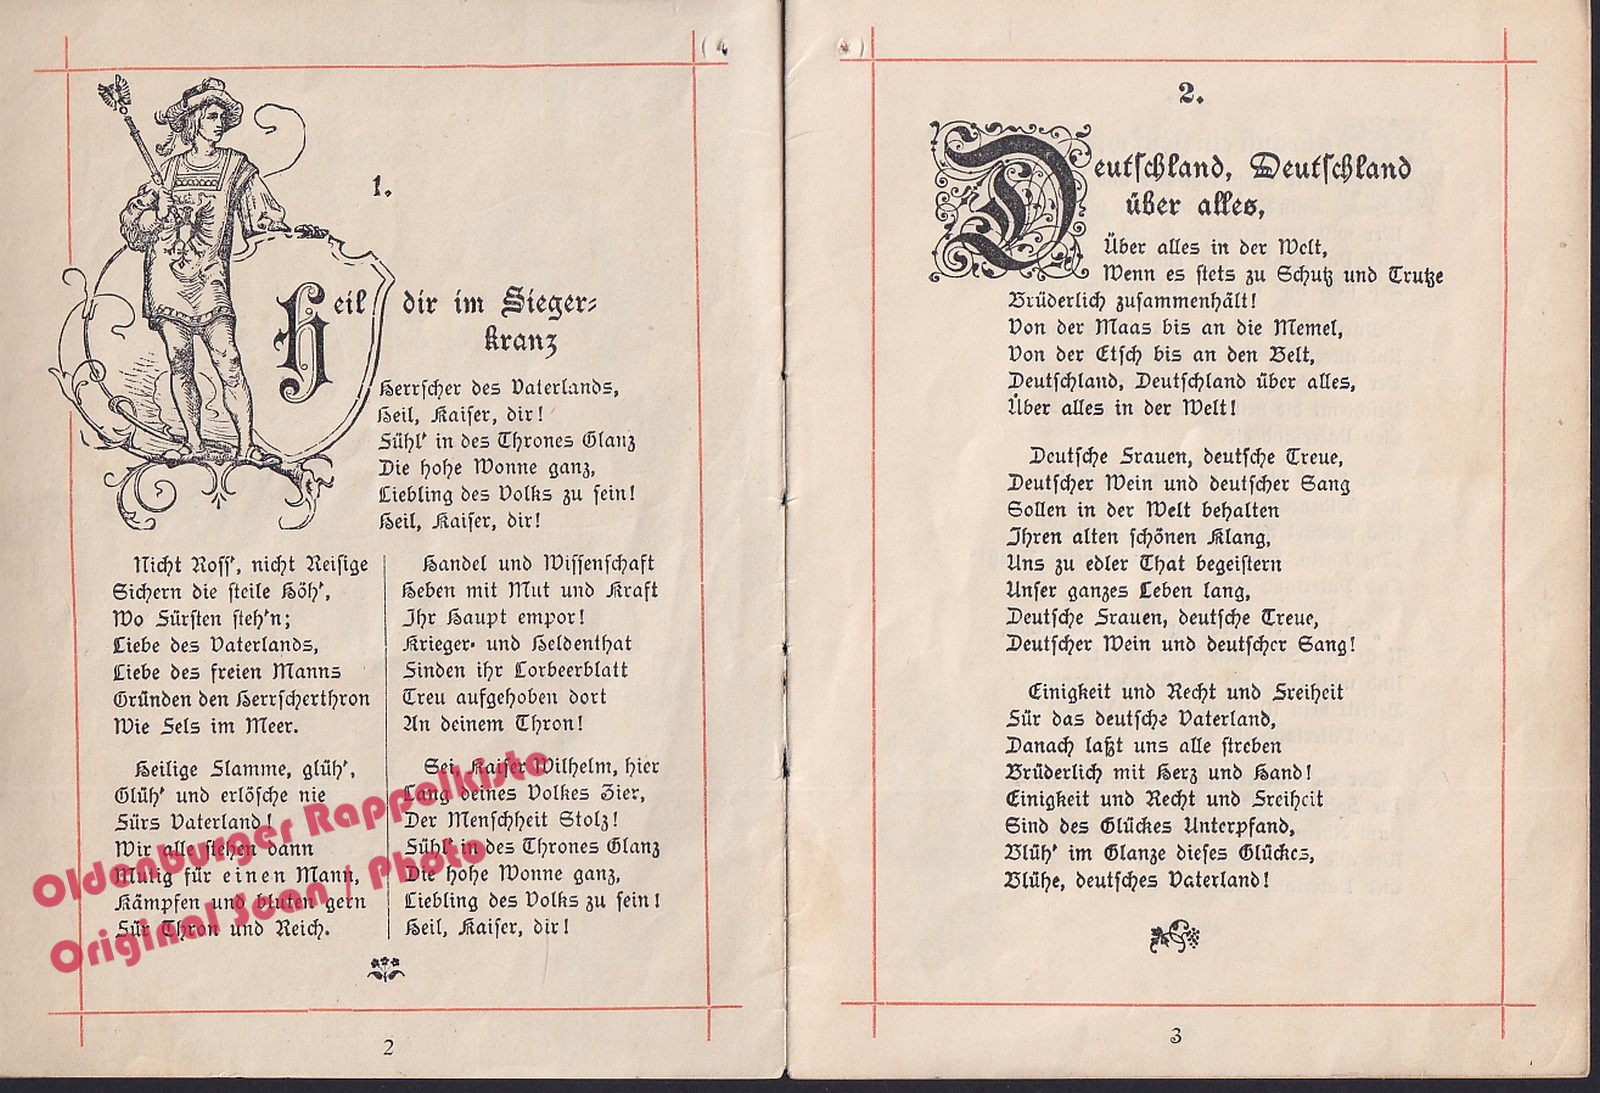 1.
Heil dir im Sieger-
kranz
Herrscher des Vaterlands,
Heil, Kaiser, dir!
Fühl' in des Thrones Glanz
Die hohe Wonne ganz,
Liebling des Volks zu sein!
Heil, Kaiser, dir!
Nicht Ross', nicht Reisige
Sichern die steile Höh',
Wo Fürsten steh'n;
Liebe des Vaterlands,
Liebe des freien Manns
Gründen den Herrscherthron
Wie Fels im Meer.
Heilige Flamme, glüh',
Glüh' und erlösche nie
Fürs Vaterland!
Wir alle stehen dann
Mutig für einen Mann,
Kämpfen und bluten gern
Für Thron und Reich.
Handel und Wissenschaft
Heben mit Mut und Kraft
Ihr Haupt empor!
Krieger- und Heldenthat
Finden ihr Lorbeerblatt
Treu aufgehoben dort
An deinem Thron!
Sei, Kaiser Wilhelm, hier
Lang deines Volkes Zier,
Der Menschheit Stolz!
Fühl' in des Thrones Glanz
Die hohe Wonne ganz,
Liebling des Volks zu sein!
Heil, Kaiser, dir!
2
Oldenburger Rappelkiste
Original Scan / Photo
2.
Deutschland, Deutschland
über alles,
Über alles in der Welt,
Wenn es stets zu Schutz und Trutze
Brüderlich zusammenhält!
Von der Maas bis an die Memel,
Von der Etsch bis an den Belt,
Deutschland, Deutschland über alles,
Über alles in der Welt!
Deutsche Frauen, deutsche Treue,
Deutscher Wein und deutscher Sang
Sollen in der Welt behalten
Ihren alten schönen Klang,
Uns zu edler That begeistern
Unser ganzes Leben lang,
Deutsche Frauen, deutsche Treue,
Deutscher Wein und deutscher Sang!
Einigkeit und Recht und Freiheit
Für das deutsche Vaterland,
Danach laßt uns alle streben
Brüderlich mit Herz und Hand!
Einigkeit und Recht und Freiheit
Sind des Glückes Unterpfand,
Blüh' im Glanze dieses Glückes,
Blühe, deutsches Vaterland!
3